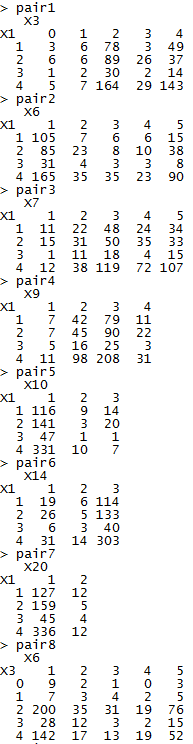 > pair1
X3
X1 0 1 2 3 4
1 3 6 78 3 49
2 6 6 89 26 37
3 1 2 30 2 14
4 5 7 164 29 143
> pair2
X6
X1 1 2 3 4 5
1 105 7 6 6 15
2 85 23 8 10 38
3 31 4 3 3 8
4 165 35 35 23 90
> pair3
X7
X1 1 2 3 4 5
1 11 22 48 24 34
2 15 31 50 35 33
3 1 11 18 4 15
4 12 38 119 72 107
> pair4
X9
X1 1 2 3 4
1 7 42 79 11
2 7 45 90 22
3 5 16 25 3
4 11 98 208 31
> pair5
X10
X1 1 2 3
1 116 9 14
2 141 3 20
3 47 1 1
4 331 10 7
> pair6
X14
X1 1 2 3
1 19 6 114
2 26 5 133
3 6 3 40
4 31 14 303
> pair7
X20
X1 1 2
1 127 12
2 159 5
3 45 4
4 336 12
> pair8
X6
X3 1 2 3 4 5
0 9 2 1 0 3
1 7 3 4 2 5
2 200 35 31 19 76
3 28 12 3 2 15
4 142 17 13 19 52